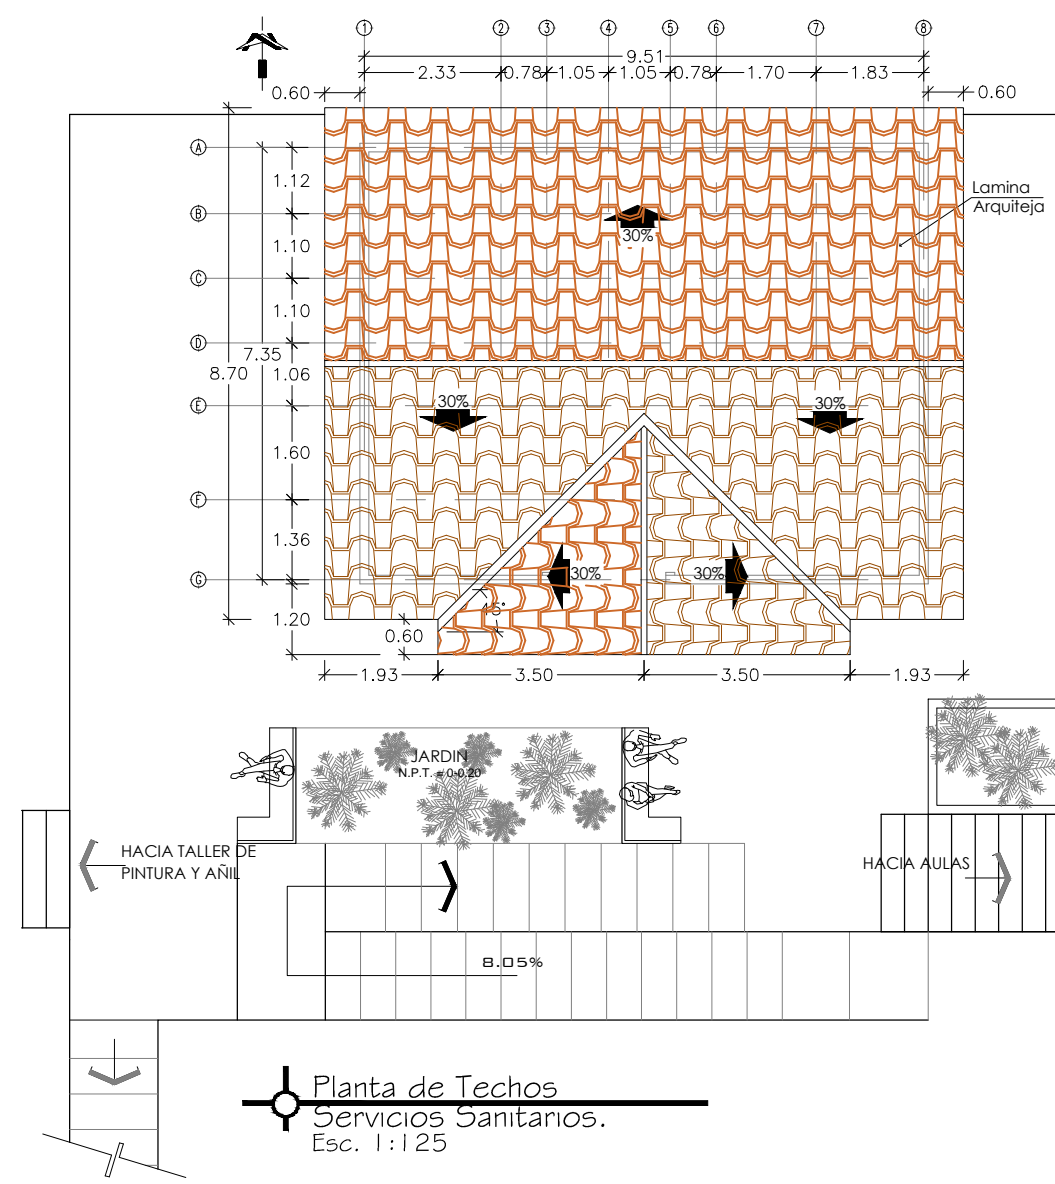 1 2 3 4 5 6 7 8
9.51
2.33 0.78 1.05 1.05 0.78 1.70 1.83
0.60 0.60
A
1.12
Lamina
Arquiteja
B
30%
1.10
C
1.10
D
7.35
8.70 1.06
30% 30%
E
1.60
F
1.36
30% 30%
G
45°
1.20
0.60
1.93 3.50 3.50 1.93
JARDIN
N.P.T. = 0-0.20
HACIA TALLER DE
PINTURA Y AÑIL
HACIA AULAS
8.05%
Planta de Techos
Servicios Sanitarios.
Esc. 1:125